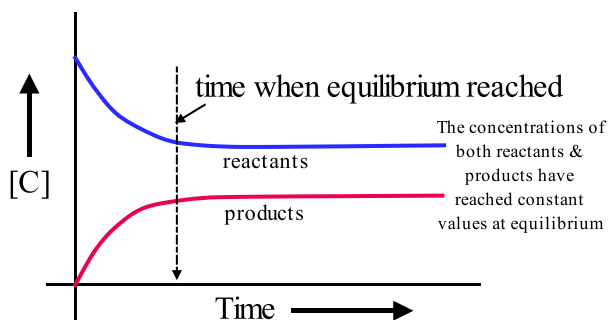 time when equilibrium reached
The concentrations of
both reactants &
products have
reached constant
values at equilibrium
reactants
[C]
products
Time